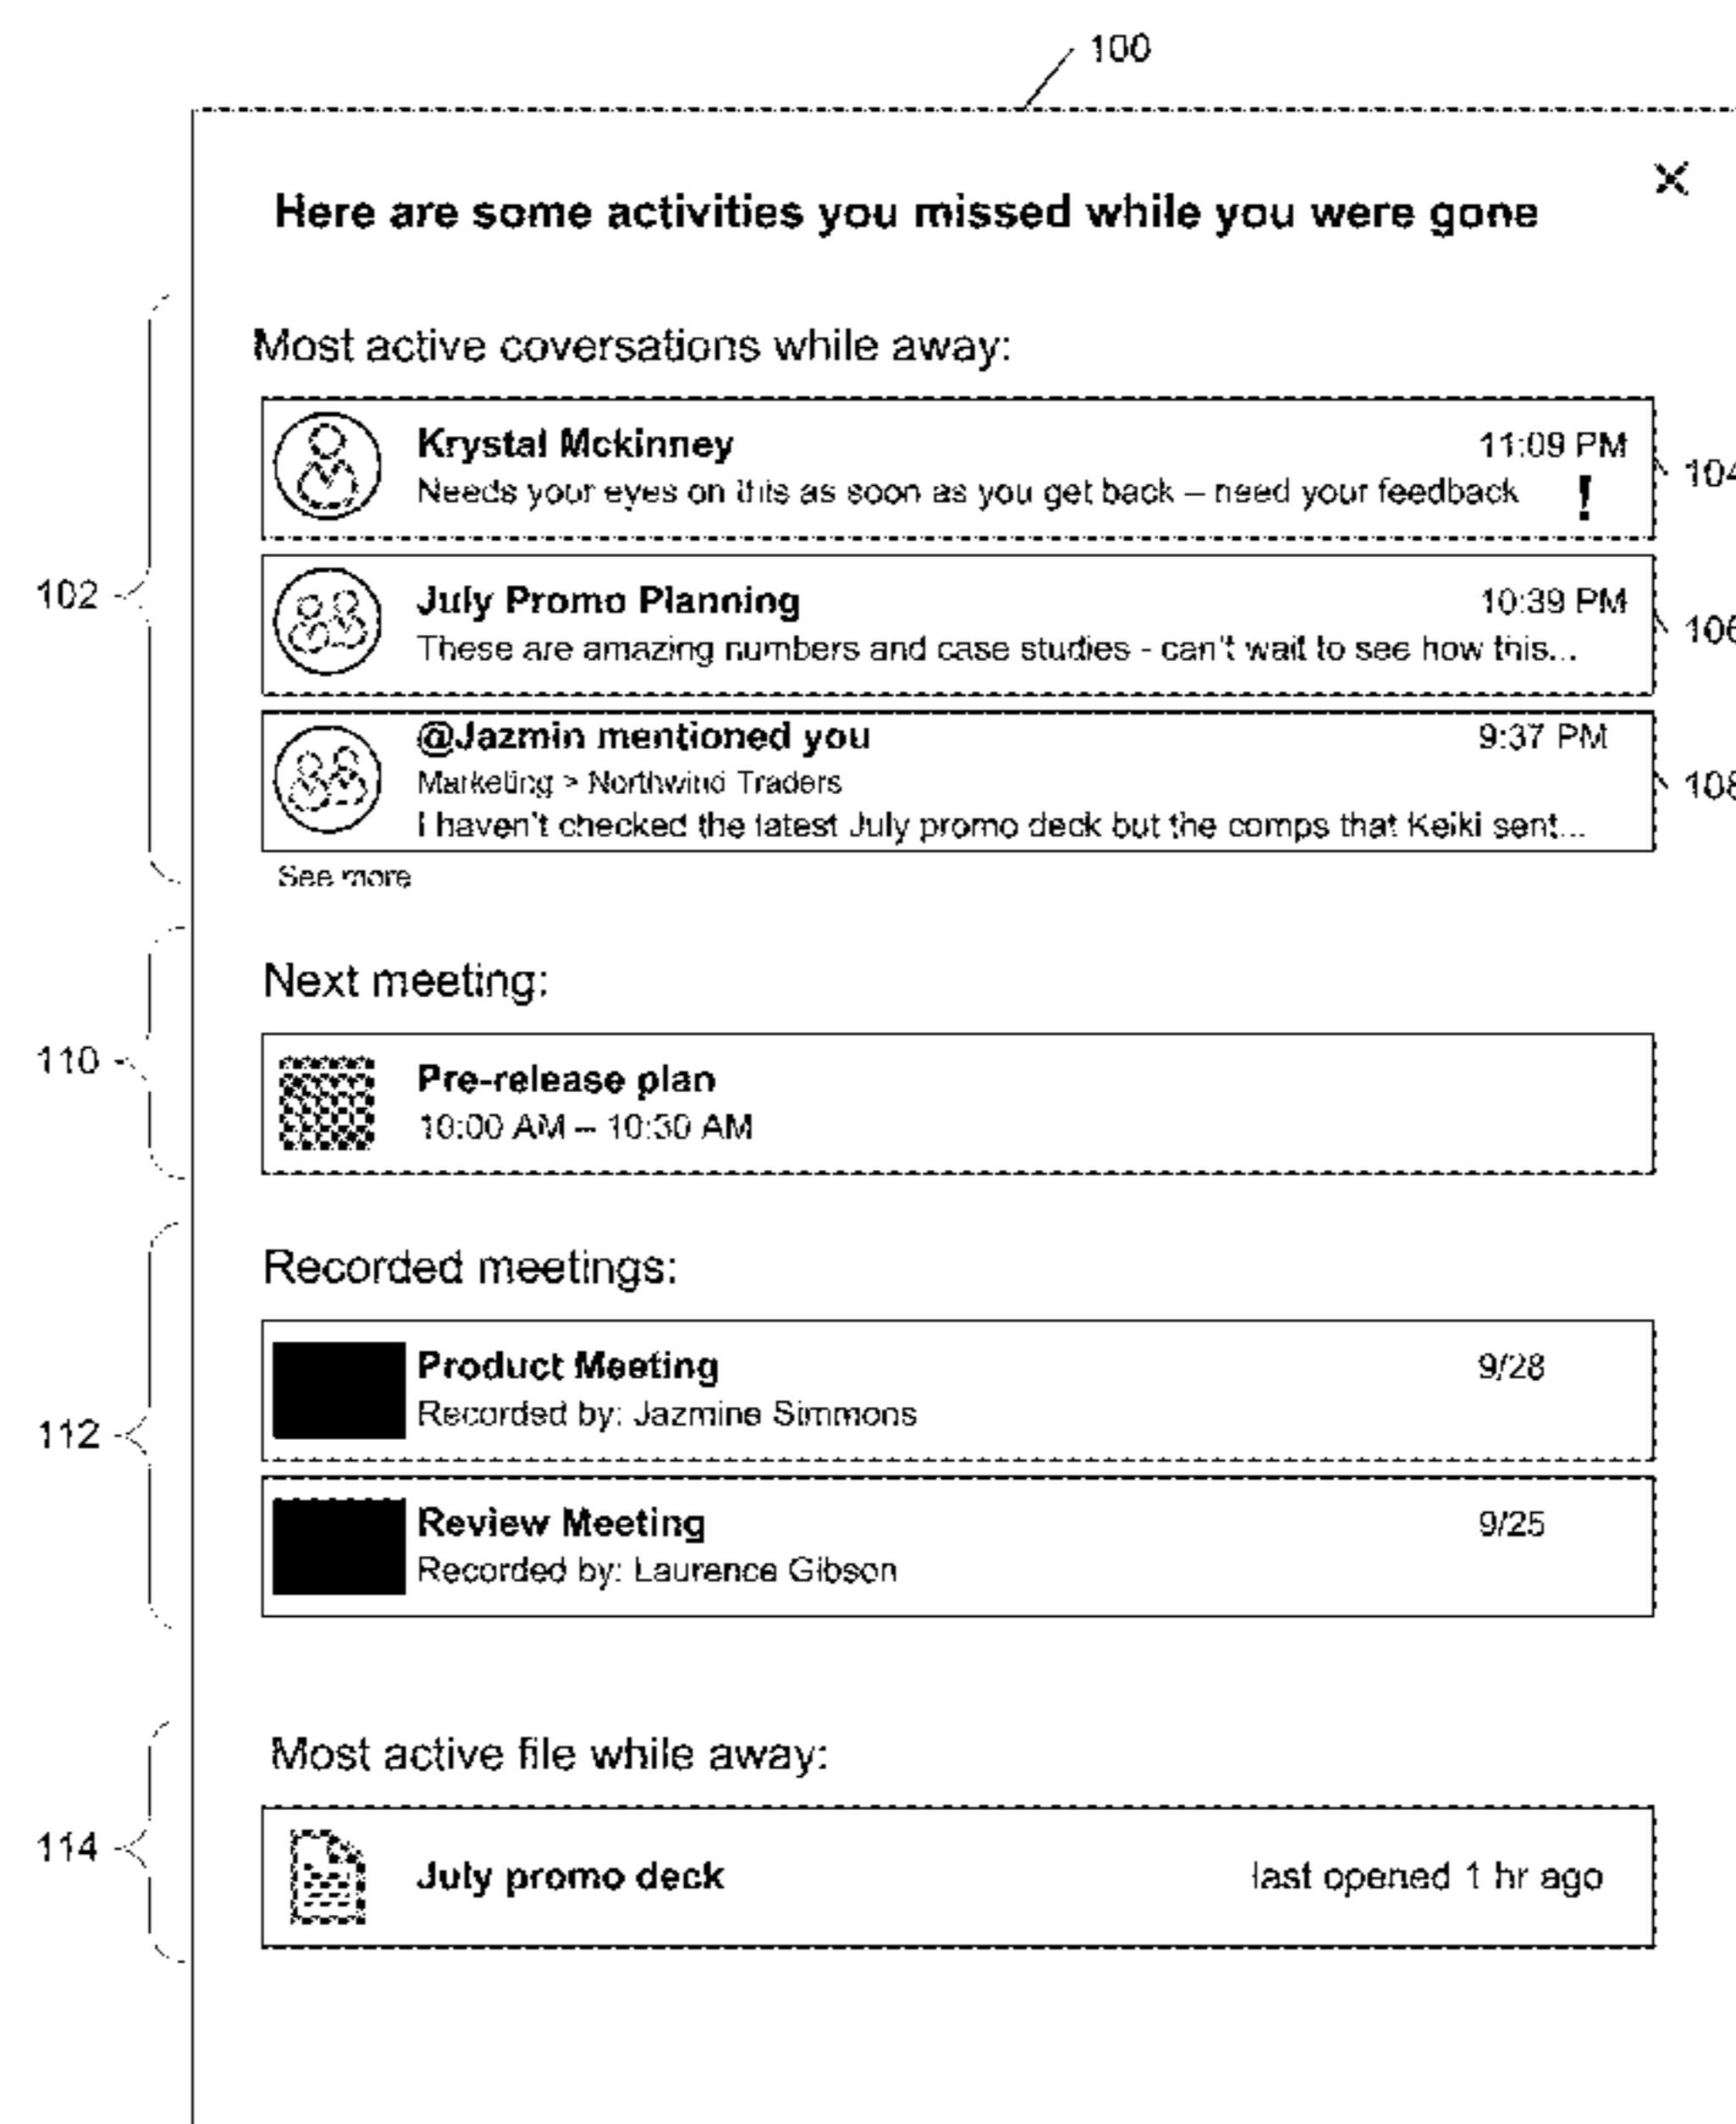 100
×
Here are some activities you missed while you were gone
Most active coversations while away:
102
Krystal Mckinney 11:09 PM
Needs your eyes on this as soon as you get back – need your feedback !
104
July Promo Planning 10:39 PM
These are amazing numbers and case studies - can't wait to see how this...
106
@Jazmin mentioned you 9:37 PM
Marketing > Northwind Traders
I haven't checked the latest July promo deck but the comps that Keiki sent...
108
See more
110
Next meeting:
Pre-release plan
10:00 AM – 10:30 AM
112
Recorded meetings:
Product Meeting 9/28
Recorded by: Jazmine Simmons
Review Meeting 9/25
Recorded by: Laurence Gibson
114
Most active file while away:
July promo deck last opened 1 hr ago